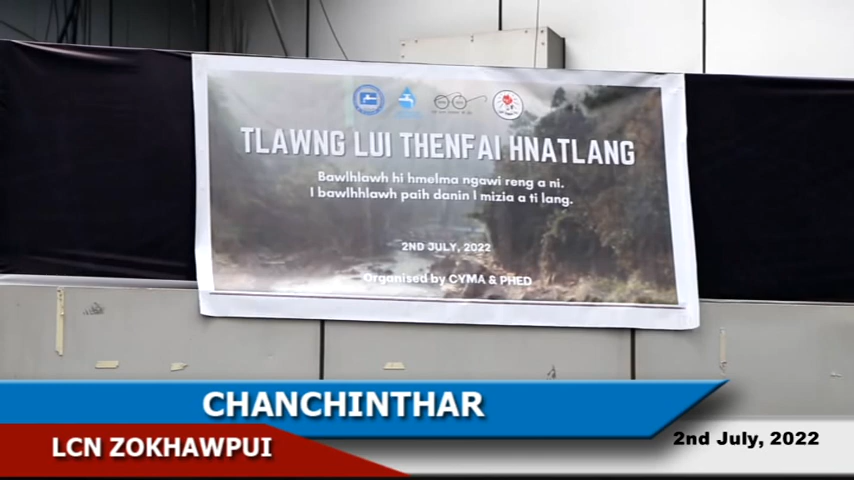 TLAWNG LUI THENFAI HNATLANG
Bawlhlawh hi hmelma ngawi reng a ni.
I bawlhhlawh paih danin I mizia a ti lang.
2ND JULY, 2022
Organised by CYMA & PHED
CHANCHINTHAR
LCN ZOKHAWPUI
2nd July, 2022